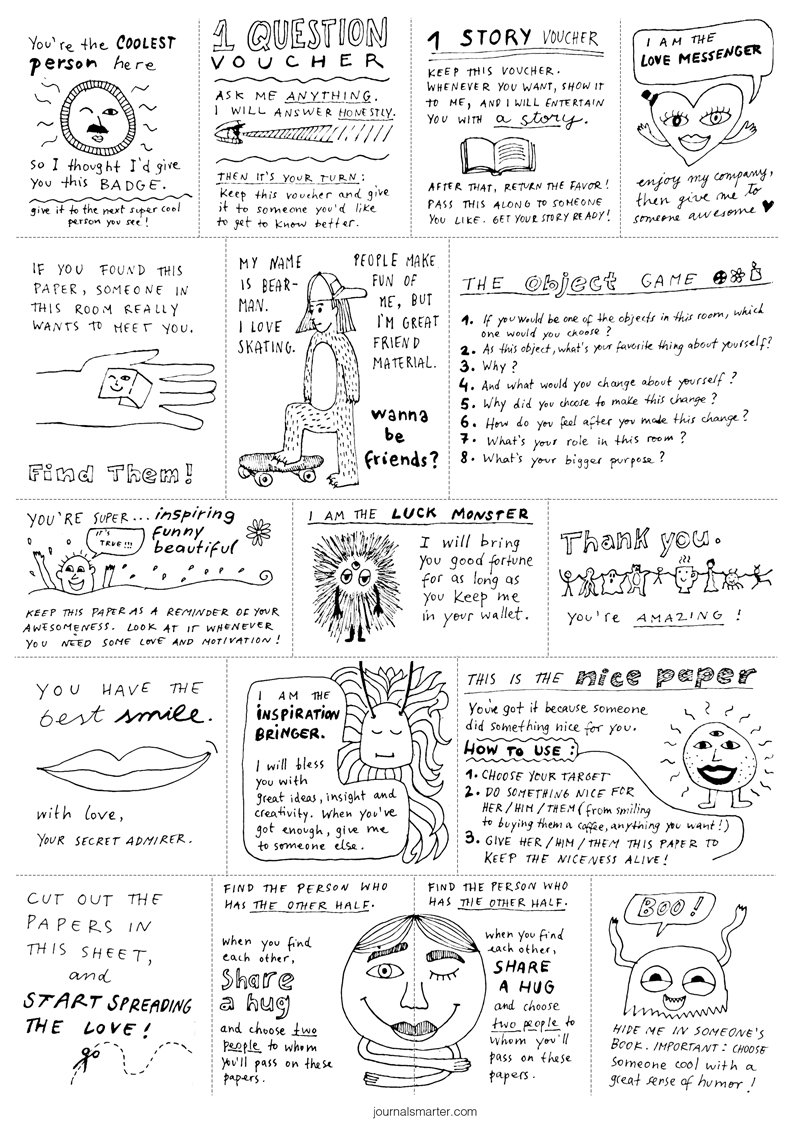 You're the COOLEST
person here
so I thought I'd give
you this BADGE.
give it to the next super cool
person you see!
1 QUESTION
VOUCHER
ASK ME ANYTHING.
I WILL ANSWER HONESTLY.
THEN IT'S YOUR TURN:
Keep this voucher and give
it to someone you'd like
to get to know better.
1 STORY VOUCHER
KEEP THIS VOUCHER.
WHENEVER YOU WANT, SHOW IT
TO ME, AND I WILL ENTERTAIN
YOU WITH a story.
AFTER THAT, RETURN THE FAVOR!
PASS THIS ALONG TO SOMEONE
YOU LIKE. GET YOUR STORY READY!
I AM THE
LOVE MESSENGER
enjoy my company,
then give me to
someone awesome
IF YOU FOUND THIS
PAPER, SOMEONE IN
THIS ROOM REALLY
WANTS TO MEET YOU.
Find Them!
MY NAME
IS BEAR-
MAN.
I LOVE
SKATING.
PEOPLE MAKE
FUN OF
ME, BUT
I'M GREAT
FRIEND
MATERIAL.
wanna
be
friends?
THE Object GAME
1. If you would be one of the objects in this room, which
one would you choose?
2. As this object, what's your favorite thing about yourself?
3. Why?
4. And what would you change about yourself?
5. Why did you choose to make this change?
6. How do you feel after you made this change?
7. What's your role in this room?
8. What's your bigger purpose?
YOU'RE SUPER... inspiring
funny
beautiful
IT'S
TRUE!!!
KEEP THIS PAPER AS A REMINDER OF YOUR
AWESOMENESS. LOOK AT IT WHENEVER
YOU NEED SOME LOVE AND MOTIVATION!
I AM THE LUCK MONSTER
I will bring
you good fortune
for as long as
you keep me
in your wallet.
Thank you.
YOU'RE AMAZING!
YOU HAVE THE
best smile.
with love,
YOUR SECRET ADMIRER.
I AM THE
INSPIRATION
BRINGER.
I will bless
you with
great ideas, insight and
creativity. When you've
got enough, give me
to someone else.
THIS IS THE nice paper
You've got it because someone
did something nice for you.
HOW TO USE:
1. CHOOSE YOUR TARGET
2. DO SOMETHING NICE FOR
HER/HIM/THEM (from smiling
to buying them a coffee, anything you want!)
3. GIVE HER/HIM/THEM THIS PAPER TO
KEEP THE NICENESS ALIVE!
CUT OUT THE
PAPERS IN
THIS SHEET,
and
START SPREADING
THE LOVE!
FIND THE PERSON WHO
HAS THE OTHER HALF.
when you find
each other,
Share
a hug
and choose two
people to whom
you'll pass on these
papers.
FIND THE PERSON WHO
HAS THE OTHER HALF.
when you find
each other,
SHARE
A HUG
and choose
two people to
whom you'll
pass on these
papers.
BOO!
HIDE ME IN SOMEONE'S
BOOK. IMPORTANT: CHOOSE
someone cool with a
great sense of humor!
journalsmarter.com